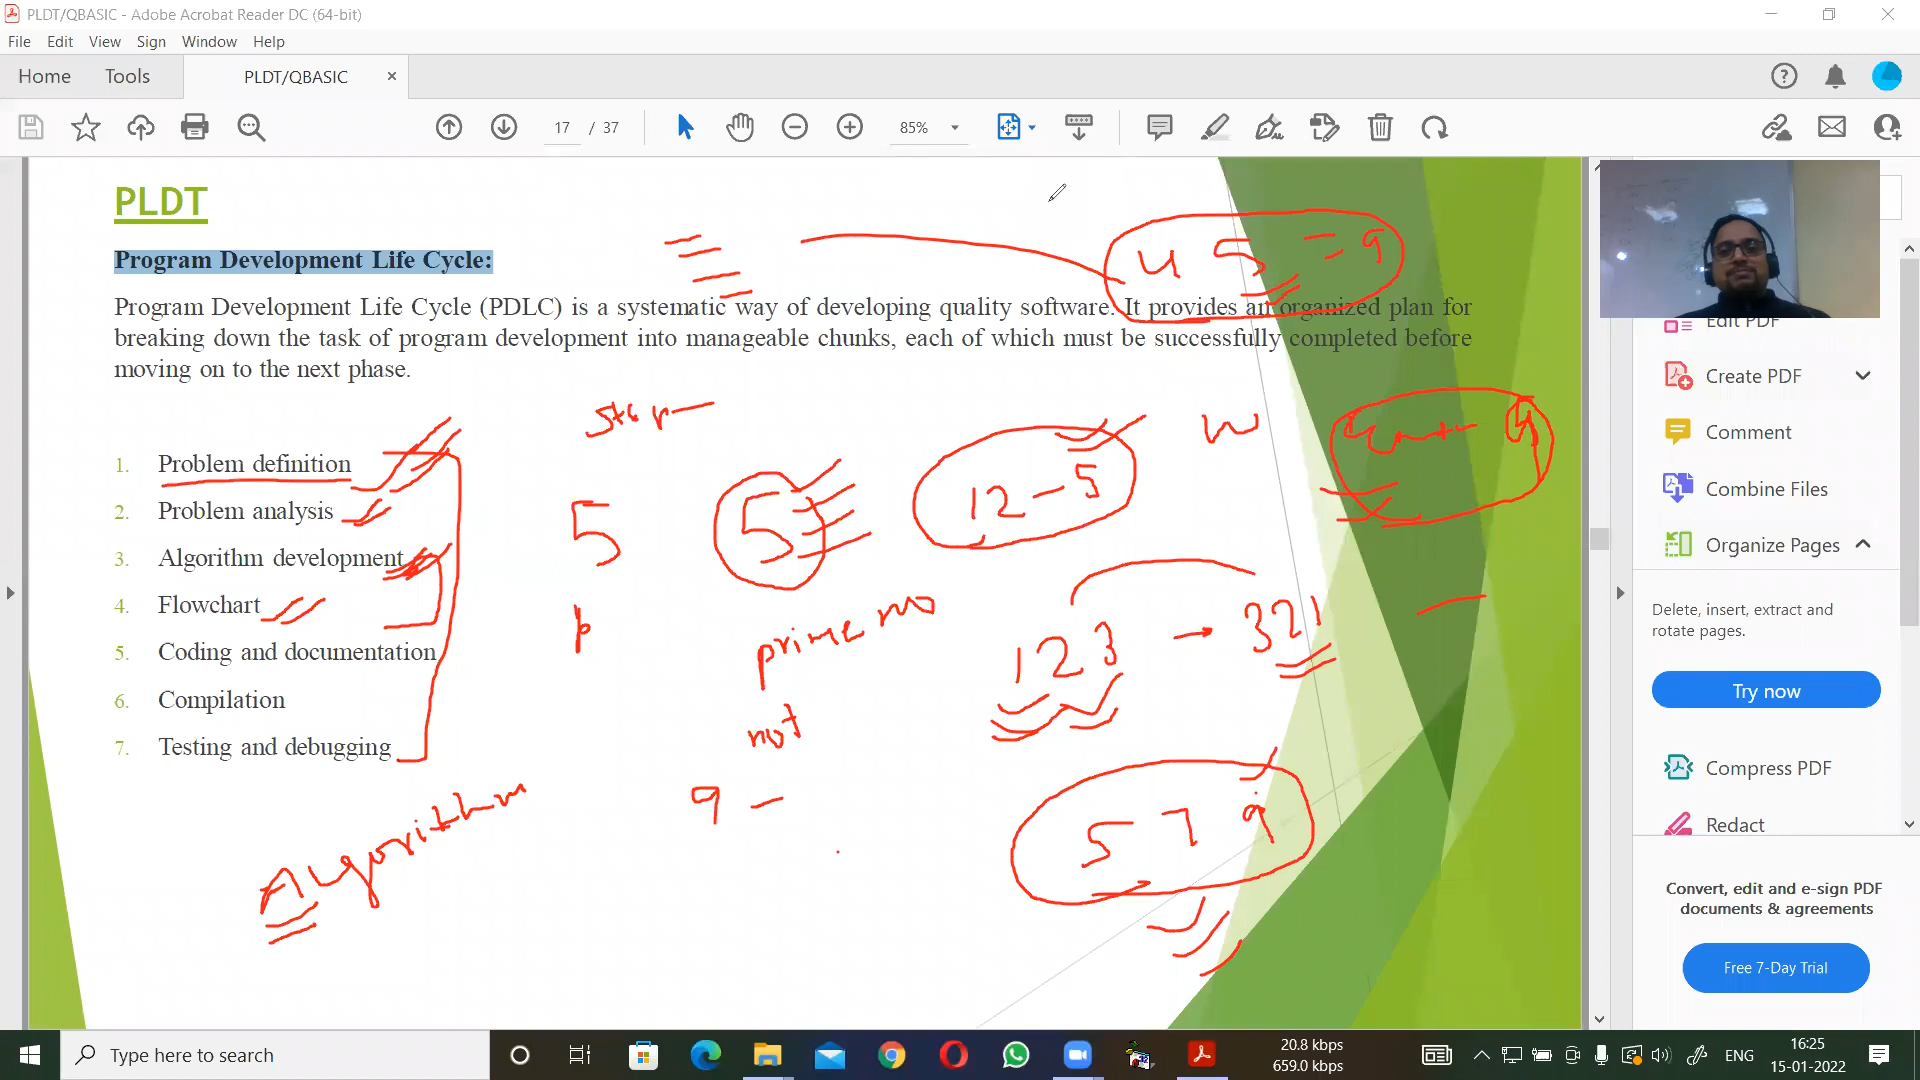 PLDT/QBASIC - Adobe Acrobat Reader DC (64-bit)
File Edit View Sign Window Help
Home Tools PLDT/QBASIC ×
17 / 37 85%
PLDT
Program Development Life Cycle:
4 5 = 9
Program Development Life Cycle (PDLC) is a systematic way of developing quality software. It provides an organized plan for
breaking down the task of program development into manageable chunks, each of which must be successfully completed before
moving on to the next phase.
1. Problem definition
2. Problem analysis
3. Algorithm development
4. Flowchart
5. Coding and documentation
6. Compilation
7. Testing and debugging
Step
5 5 12 - 5
prime no
123 → 321
not
9 -
5 7 9
Algorithm
Edit PDF
Create PDF
Comment
Combine Files
Organize Pages
Delete, insert, extract and
rotate pages.
Try now
Compress PDF
Redact
Convert, edit and e-sign PDF
documents & agreements
Free 7-Day Trial
Type here to search
20.8 kbps
659.0 kbps
ENG
16:25
15-01-2022